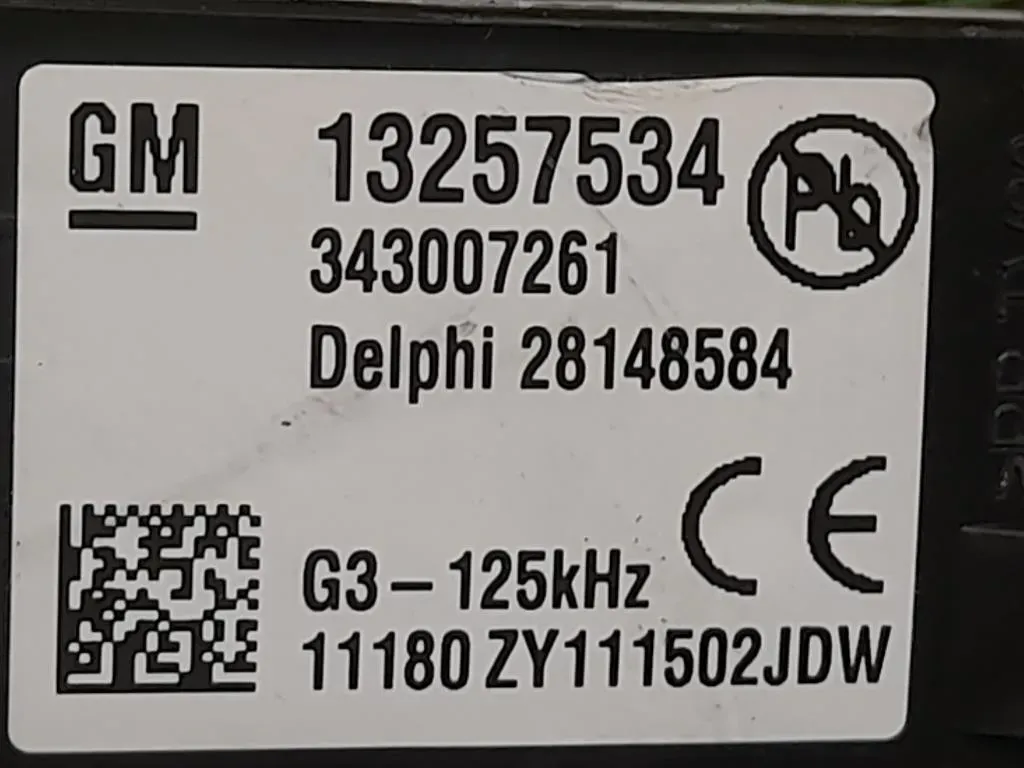 GM 13257534 Pb
343007261
Delphi 28148584
CE
G3-125kHz
11180 ZY111502JDW